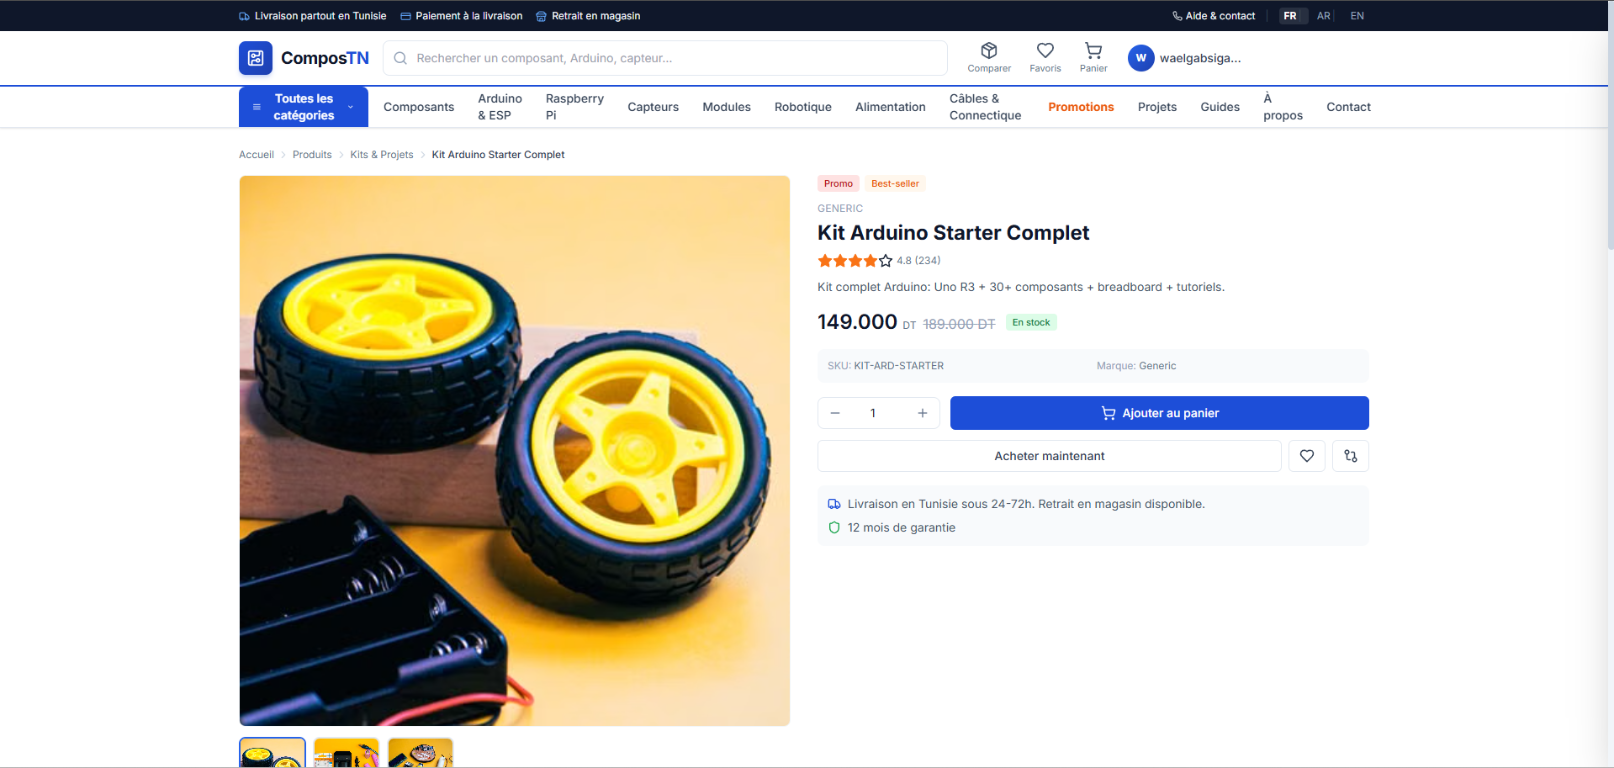 Livraison partout en Tunisie
Paiement à la livraison
Retrait en magasin
Aide & contact
FR
AR
EN
ComposTN
Rechercher un composant, Arduino, capteur...
Comparer
Favoris
Panier
W
waelgabsiga...
Toutes les
catégories
Composants
Arduino
& ESP
Raspberry
Pi
Capteurs
Modules
Robotique
Alimentation
Câbles &
Connectique
Promotions
Projets
Guides
À
propos
Contact
Accueil > Produits > Kits & Projets > Kit Arduino Starter Complet
Promo
Best-seller
GENERIC
Kit Arduino Starter Complet
4.8 (234)
Kit complet Arduino: Uno R3 + 30+ composants + breadboard + tutoriels.
149.000 DT 189.000 DT En stock
SKU: KIT-ARD-STARTER
Marque: Generic
− 1 +
Ajouter au panier
Acheter maintenant
Livraison en Tunisie sous 24-72h. Retrait en magasin disponible.
12 mois de garantie